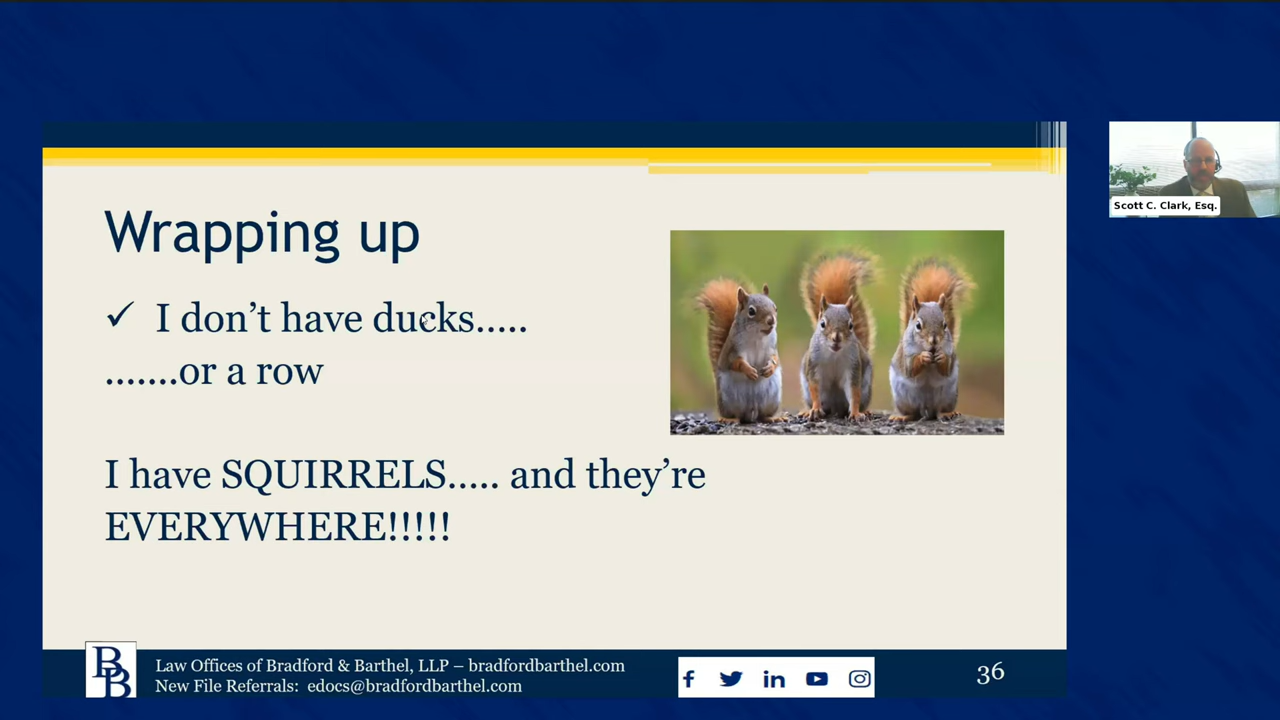 Wrapping up
✓ I don’t have ducks.....
.......or a row
I have SQUIRRELS..... and they’re
EVERYWHERE!!!!!
Scott C. Clark, Esq.
BB
Law Offices of Bradford & Barthel, LLP – bradfordbarthel.com
New File Referrals: edocs@bradfordbarthel.com
36